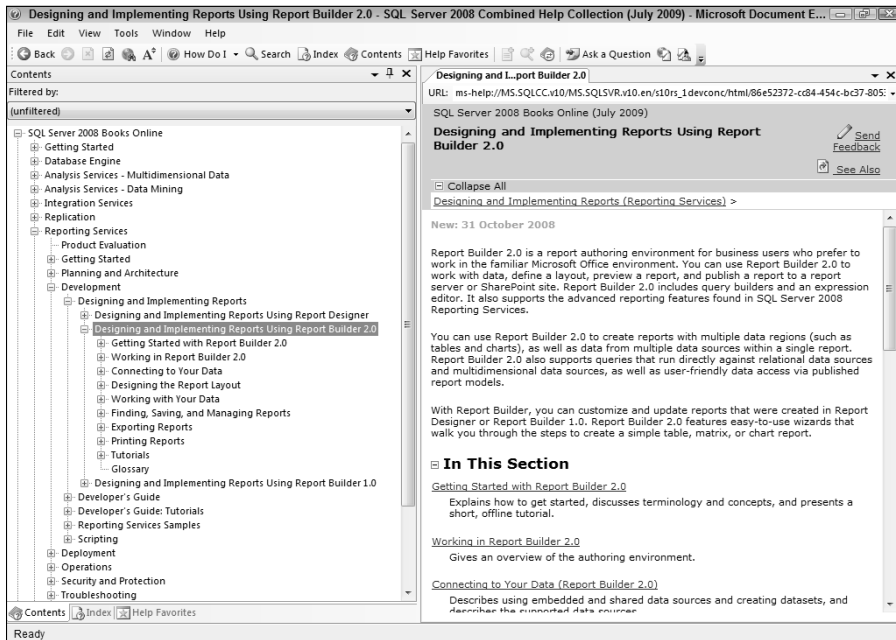 Designing and Implementing Reports Using Report Builder 2.0 - SQL Server 2008 Combined Help Collection (July 2009) - Microsoft Document E...
File Edit View Tools Window Help
Back How Do I Search Index Contents Help Favorites Ask a Question
Contents
Filtered by:
(unfiltered)
SQL Server 2008 Books Online
Getting Started
Database Engine
Analysis Services - Multidimensional Data
Analysis Services - Data Mining
Integration Services
Replication
Reporting Services
Product Evaluation
Getting Started
Planning and Architecture
Development
Designing and Implementing Reports
Designing and Implementing Reports Using Report Designer
Designing and Implementing Reports Using Report Builder 2.0
Getting Started with Report Builder 2.0
Working in Report Builder 2.0
Connecting to Your Data
Designing the Report Layout
Working with Your Data
Finding, Saving, and Managing Reports
Exporting Reports
Printing Reports
Tutorials
Glossary
Designing and Implementing Reports Using Report Builder 1.0
Developer's Guide
Developer's Guide: Tutorials
Reporting Services Samples
Scripting
Deployment
Operations
Security and Protection
Troubleshooting
Contents Index Help Favorites
Ready
Designing and I...port Builder 2.0
URL: ms-help://MS.SQLCC.v10/MS.SQLSVR.v10.en/s10rs_1devconc/html/86e52372-cc84-454c-bc37-805
SQL Server 2008 Books Online (July 2009)
Designing and Implementing Reports Using Report
Builder 2.0
Send
Feedback
See Also
Collapse All
Designing and Implementing Reports (Reporting Services) >
New: 31 October 2008
Report Builder 2.0 is a report authoring environment for business users who prefer to
work in the familiar Microsoft Office environment. You can use Report Builder 2.0 to
work with data, define a layout, preview a report, and publish a report to a report
server or SharePoint site. Report Builder 2.0 includes query builders and an expression
editor. It also supports the advanced reporting features found in SQL Server 2008
Reporting Services.
You can use Report Builder 2.0 to create reports with multiple data regions (such as
tables and charts), as well as data from multiple data sources within a single report.
Report Builder 2.0 also supports queries that run directly against relational data sources
and multidimensional data sources, as well as user-friendly data access via published
report models.
With Report Builder, you can customize and update reports that were created in Report
Designer or Report Builder 1.0. Report Builder 2.0 features easy-to-use wizards that
walk you through the steps to create a simple table, matrix, or chart report.
In This Section
Getting Started with Report Builder 2.0
Explains how to get started, discusses terminology and concepts, and presents a
short, offline tutorial.
Working in Report Builder 2.0
Gives an overview of the authoring environment.
Connecting to Your Data (Report Builder 2.0)
Describes using embedded and shared data sources and creating datasets, and
describes the supported data sources.